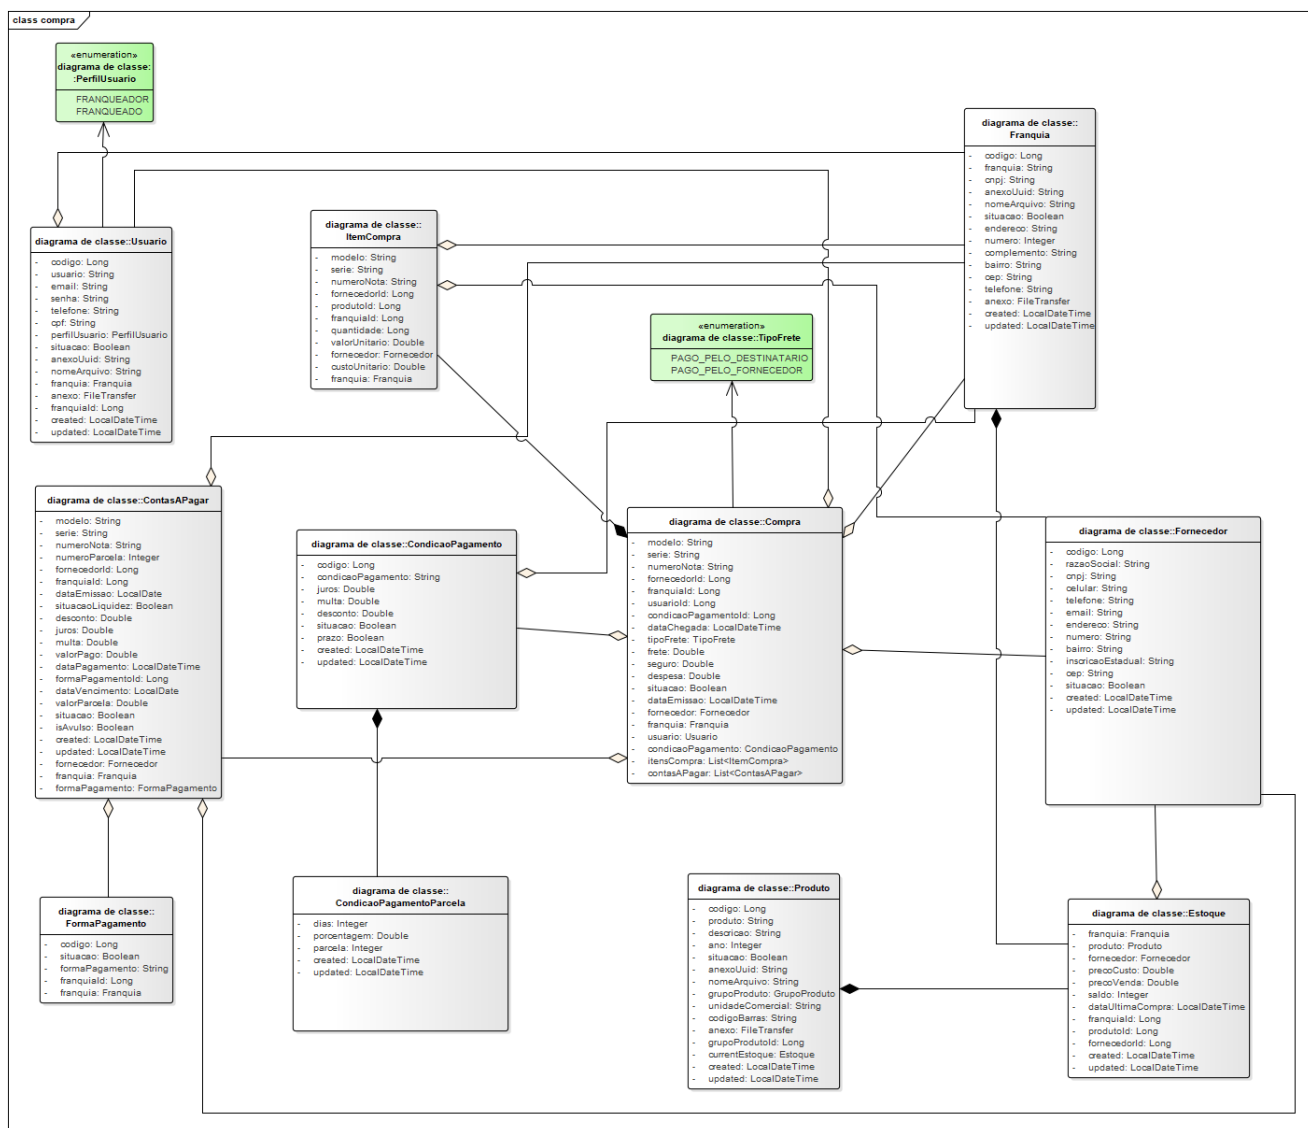 class compra
«enumeration»
diagrama de classe:
:PerfilUsuario
FRANQUEADOR
FRANQUEADO
diagrama de classe::
Franquia
- codigo: Long
- franquia: String
- cnpj: String
- anexoUuid: String
- nomeArquivo: String
- situacao: Boolean
- endereco: String
- numero: Integer
- complemento: String
- bairro: String
- cep: String
- telefone: String
- anexo: FileTransfer
- created: LocalDateTime
- updated: LocalDateTime
diagrama de classe::Usuario
- codigo: Long
- usuario: String
- email: String
- senha: String
- telefone: String
- cpf: String
- perfilUsuario: PerfilUsuario
- situacao: Boolean
- anexoUuid: String
- nomeArquivo: String
- franquia: Franquia
- anexo: FileTransfer
- franquiaId: Long
- created: LocalDateTime
- updated: LocalDateTime
diagrama de classe::
ItemCompra
- modelo: String
- serie: String
- numeroNota: String
- fornecedorId: Long
- produtoId: Long
- franquiaId: Long
- quantidade: Long
- valorUnitario: Double
- fornecedor: Fornecedor
- custoUnitario: Double
- franquia: Franquia
«enumeration»
diagrama de classe::TipoFrete
PAGO_PELO_DESTINATARIO
PAGO_PELO_FORNECEDOR
diagrama de classe::ContasAPagar
- modelo: String
- serie: String
- numeroNota: String
- numeroParcela: Integer
- fornecedorId: Long
- franquiaId: Long
- dataEmissao: LocalDate
- situacaoLiquidez: Boolean
- desconto: Double
- juros: Double
- multa: Double
- valorPago: Double
- dataPagamento: LocalDateTime
- formaPagamentoId: Long
- dataVencimento: LocalDate
- valorParcela: Double
- situacao: Boolean
- isAvulso: Boolean
- created: LocalDateTime
- updated: LocalDateTime
- fornecedor: Fornecedor
- franquia: Franquia
- formaPagamento: FormaPagamento
diagrama de classe::CondicaoPagamento
- codigo: Long
- condicaoPagamento: String
- juros: Double
- multa: Double
- desconto: Double
- situacao: Boolean
- prazo: Boolean
- created: LocalDateTime
- updated: LocalDateTime
diagrama de classe::Compra
- modelo: String
- serie: String
- numeroNota: String
- fornecedorId: Long
- franquiaId: Long
- usuarioId: Long
- condicaoPagamentoId: Long
- dataChegada: LocalDateTime
- tipoFrete: TipoFrete
- frete: Double
- seguro: Double
- despesa: Double
- situacao: Boolean
- dataEmissao: LocalDateTime
- fornecedor: Fornecedor
- franquia: Franquia
- usuario: Usuario
- condicaoPagamento: CondicaoPagamento
- itensCompra: List<ItemCompra>
- contasAPagar: List<ContasAPagar>
diagrama de classe::Fornecedor
- codigo: Long
- razaoSocial: String
- cnpj: String
- celular: String
- telefone: String
- email: String
- endereco: String
- numero: String
- bairro: String
- inscricaoEstadual: String
- cep: String
- situacao: Boolean
- created: LocalDateTime
- updated: LocalDateTime
diagrama de classe::
FormaPagamento
- codigo: Long
- situacao: Boolean
- formaPagamento: String
- franquiaId: Long
- franquia: Franquia
diagrama de classe::
CondicaoPagamentoParcela
- dias: Integer
- porcentagem: Double
- parcela: Integer
- created: LocalDateTime
- updated: LocalDateTime
diagrama de classe::Produto
- codigo: Long
- produto: String
- descricao: String
- ano: Integer
- situacao: Boolean
- anexoUuid: String
- nomeArquivo: String
- grupoProduto: GrupoProduto
- unidadeComercial: String
- codigoBarras: String
- anexo: FileTransfer
- grupoProdutoId: Long
- currentEstoque: Estoque
- created: LocalDateTime
- updated: LocalDateTime
diagrama de classe::Estoque
- franquia: Franquia
- produto: Produto
- fornecedor: Fornecedor
- precoCusto: Double
- precoVenda: Double
- saldo: Integer
- dataUltimaCompra: LocalDateTime
- franquiaId: Long
- produtoId: Long
- fornecedorId: Long
- created: LocalDateTime
- updated: LocalDateTime